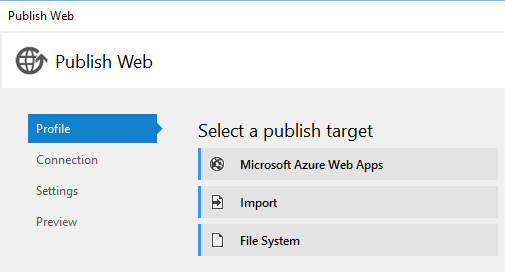 Publish Web
Publish Web
Profile
Connection
Settings
Preview
Select a publish target
Microsoft Azure Web Apps
Import
File System